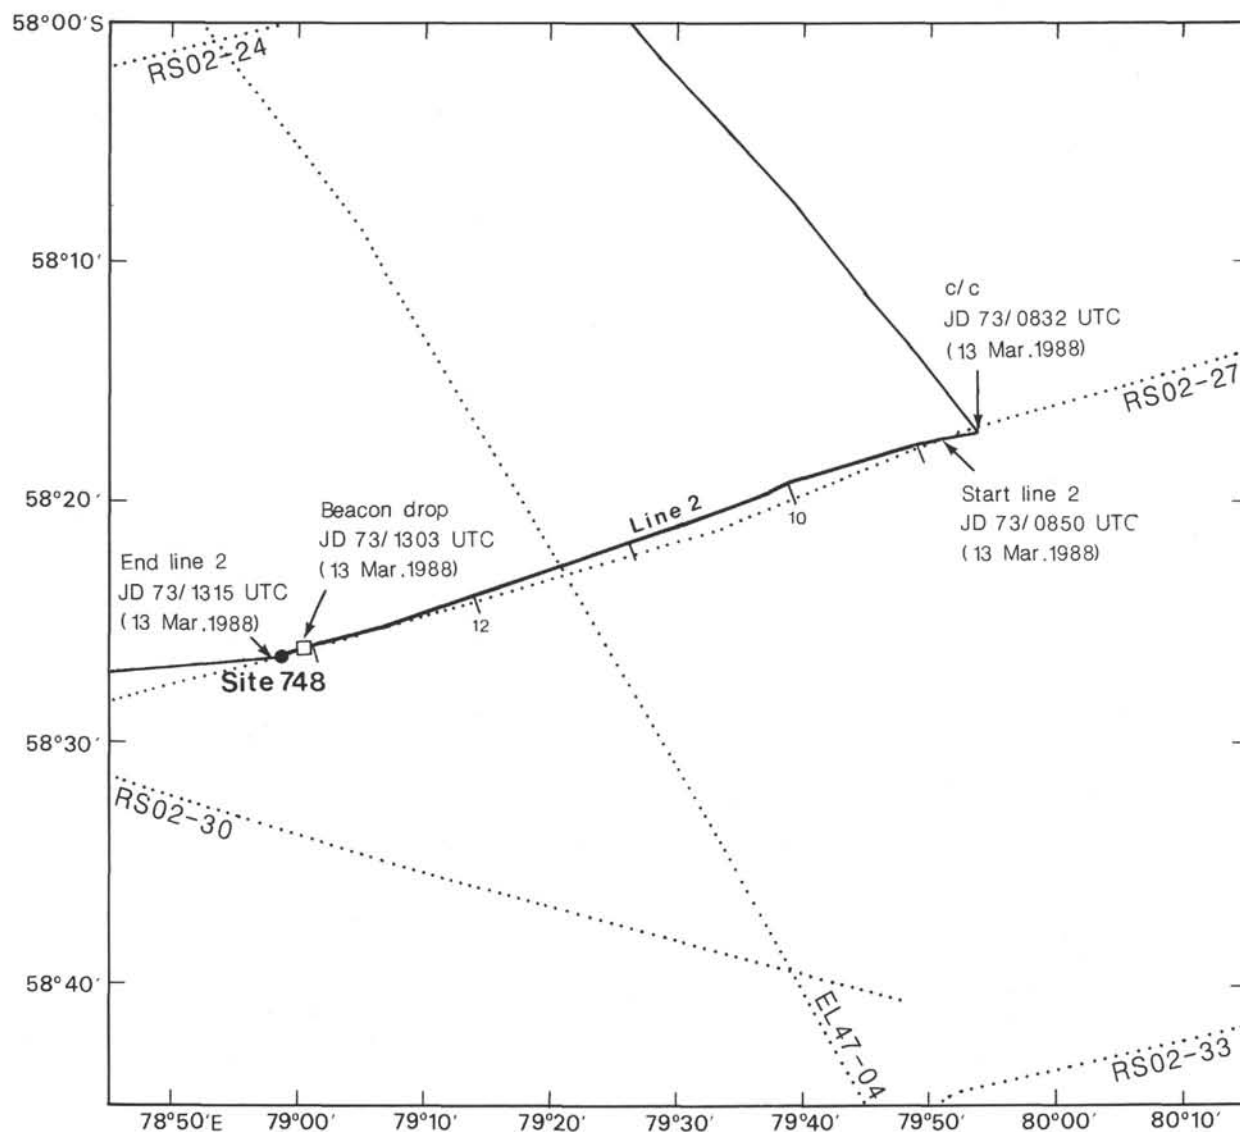 58°00′S
RS02-24
58°10′
c/c
JD 73/0832 UTC
(13 Mar.1988)
RS02-27
58°20′
Line 2
10
Start line 2
JD 73/0850 UTC
(13 Mar.1988)
Beacon drop
JD 73/1303 UTC
(13 Mar.1988)
End line 2
JD 73/1315 UTC
(13 Mar.1988)
12
Site 748
58°30′
RS02-30
58°40′
EL47-04
RS02-33
78°50′E
79°00′
79°10′
79°20′
79°30′
79°40′
79°50′
80°00′
80°10′